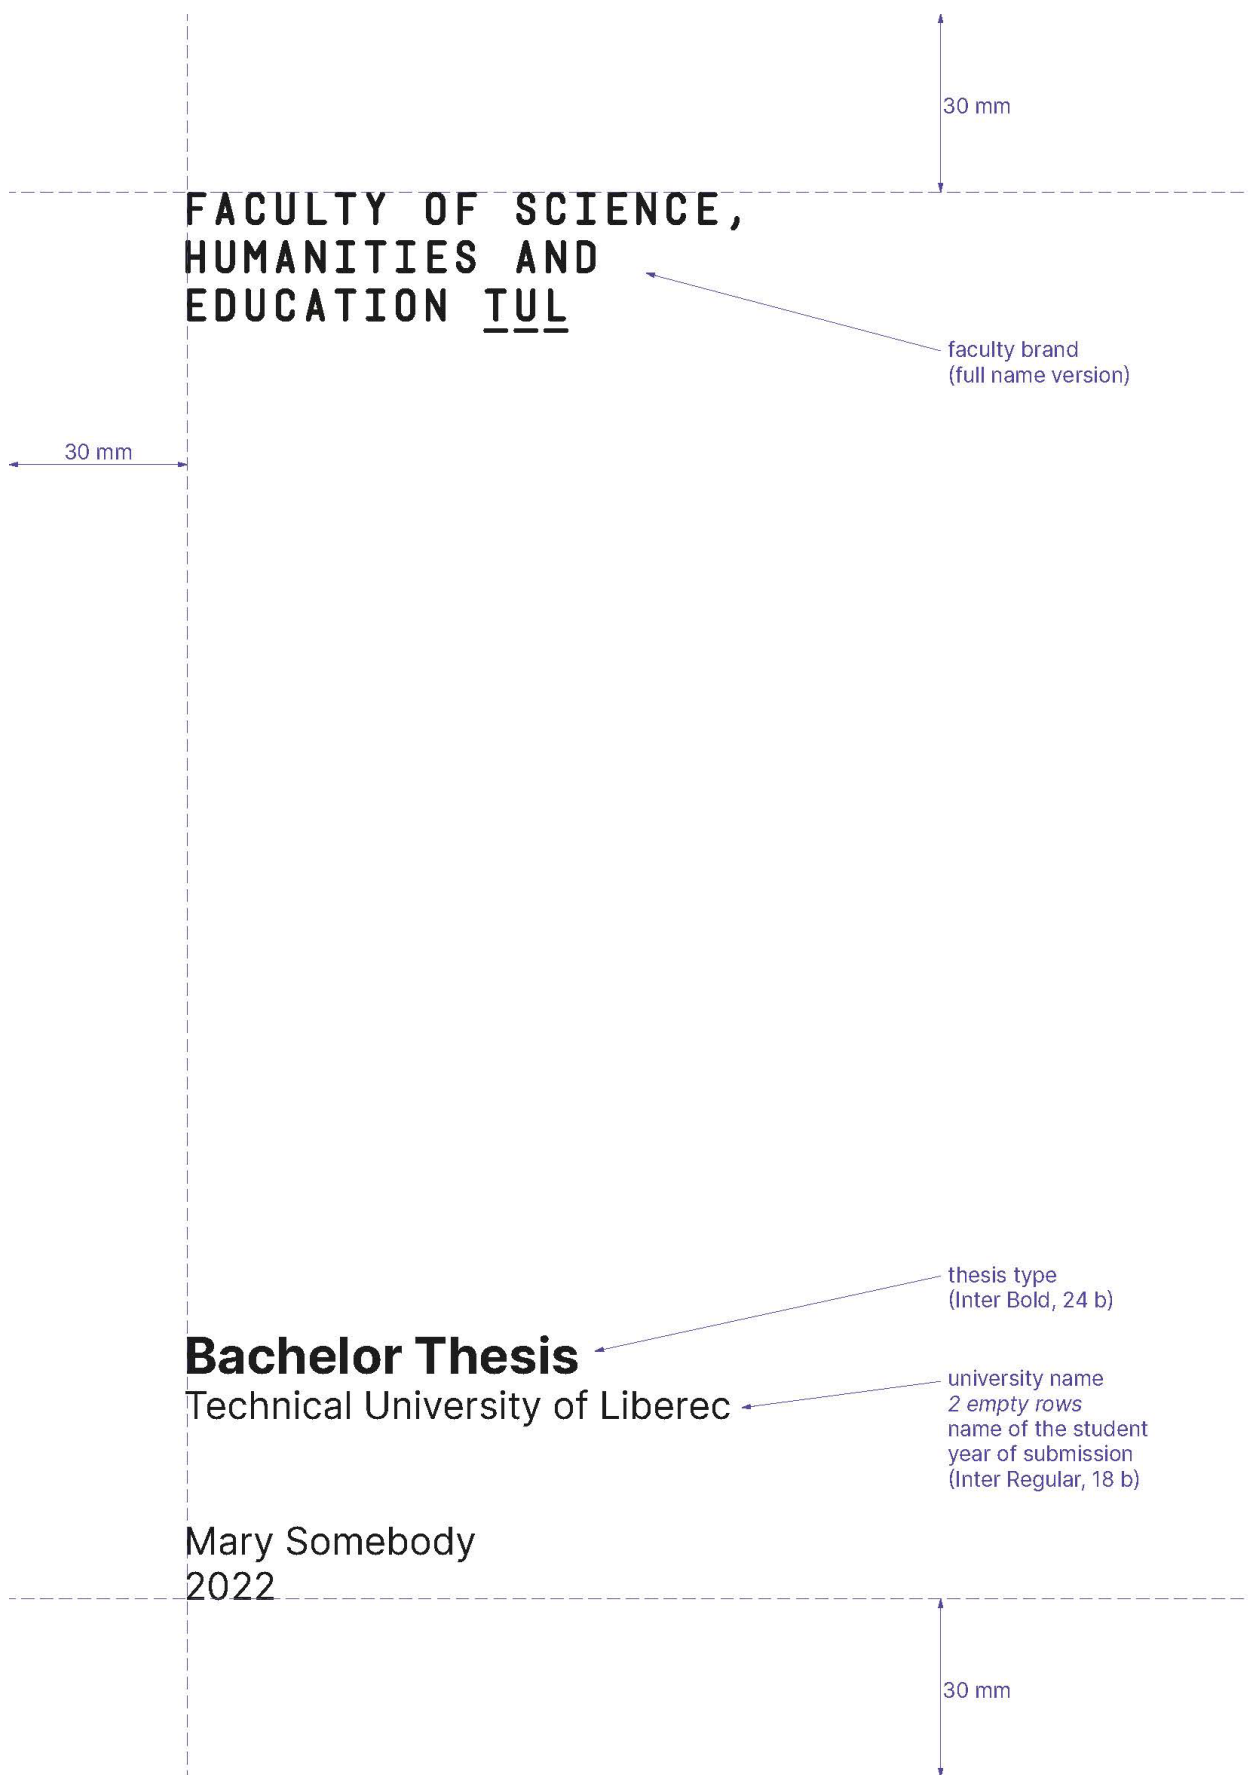 30 mm
FACULTY OF SCIENCE,
HUMANITIES AND
EDUCATION TUL
faculty brand
(full name version)
30 mm
thesis type
(Inter Bold, 24 b)
Bachelor Thesis
Technical University of Liberec
university name
2 empty rows
name of the student
year of submission
(Inter Regular, 18 b)
Mary Somebody
2022
30 mm